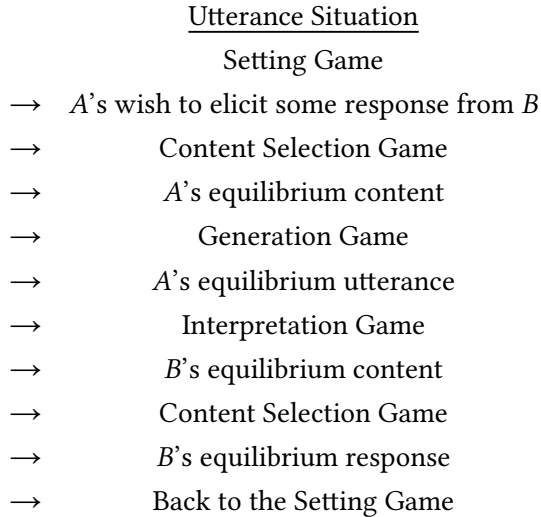 Utterance Situation
Setting Game
→ A's wish to elicit some response from B
→ Content Selection Game
→ A's equilibrium content
→ Generation Game
→ A's equilibrium utterance
→ Interpretation Game
→ B's equilibrium content
→ Content Selection Game
→ B's equilibrium response
→ Back to the Setting Game